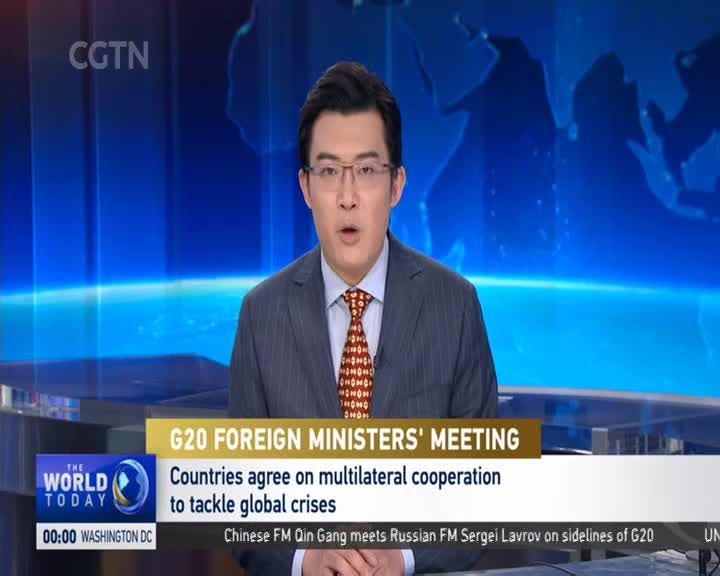 CGTN
G20 FOREIGN MINISTERS' MEETING
THE
WORLD
TODAY
Countries agree on multilateral cooperation
to tackle global crises
00:00 WASHINGTON DC
Chinese FM Qin Gang meets Russian FM Sergei Lavrov on sidelines of G20
UN